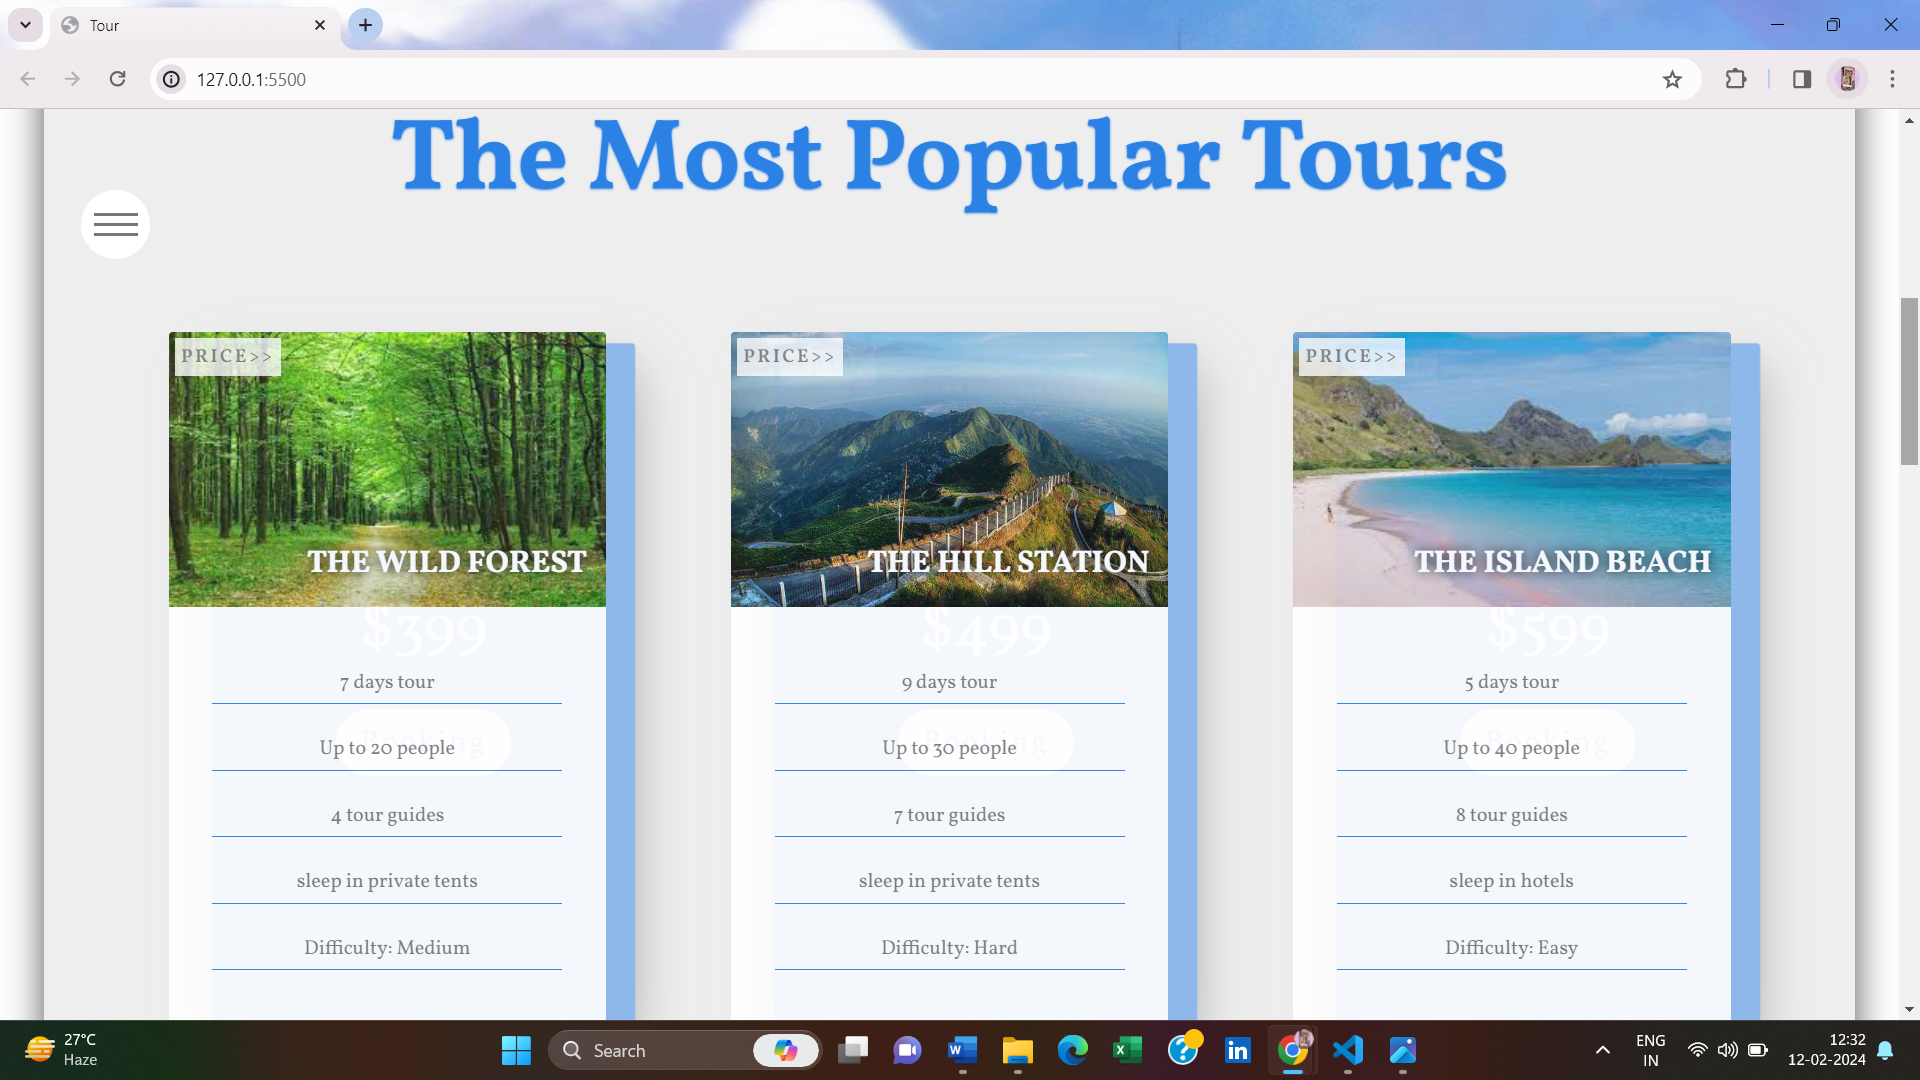 Tour
127.0.0.1:5500
The Most Popular Tours
PRICE>>
THE WILD FOREST
$399
7 days tour
Booking
Up to 20 people
4 tour guides
sleep in private tents
Difficulty: Medium
PRICE>>
THE HILL STATION
$499
9 days tour
Booking
Up to 30 people
7 tour guides
sleep in private tents
Difficulty: Hard
PRICE>>
THE ISLAND BEACH
$599
5 days tour
Booking
Up to 40 people
8 tour guides
sleep in hotels
Difficulty: Easy
27°C
Haze
Search
ENG
IN
12:32
12-02-2024